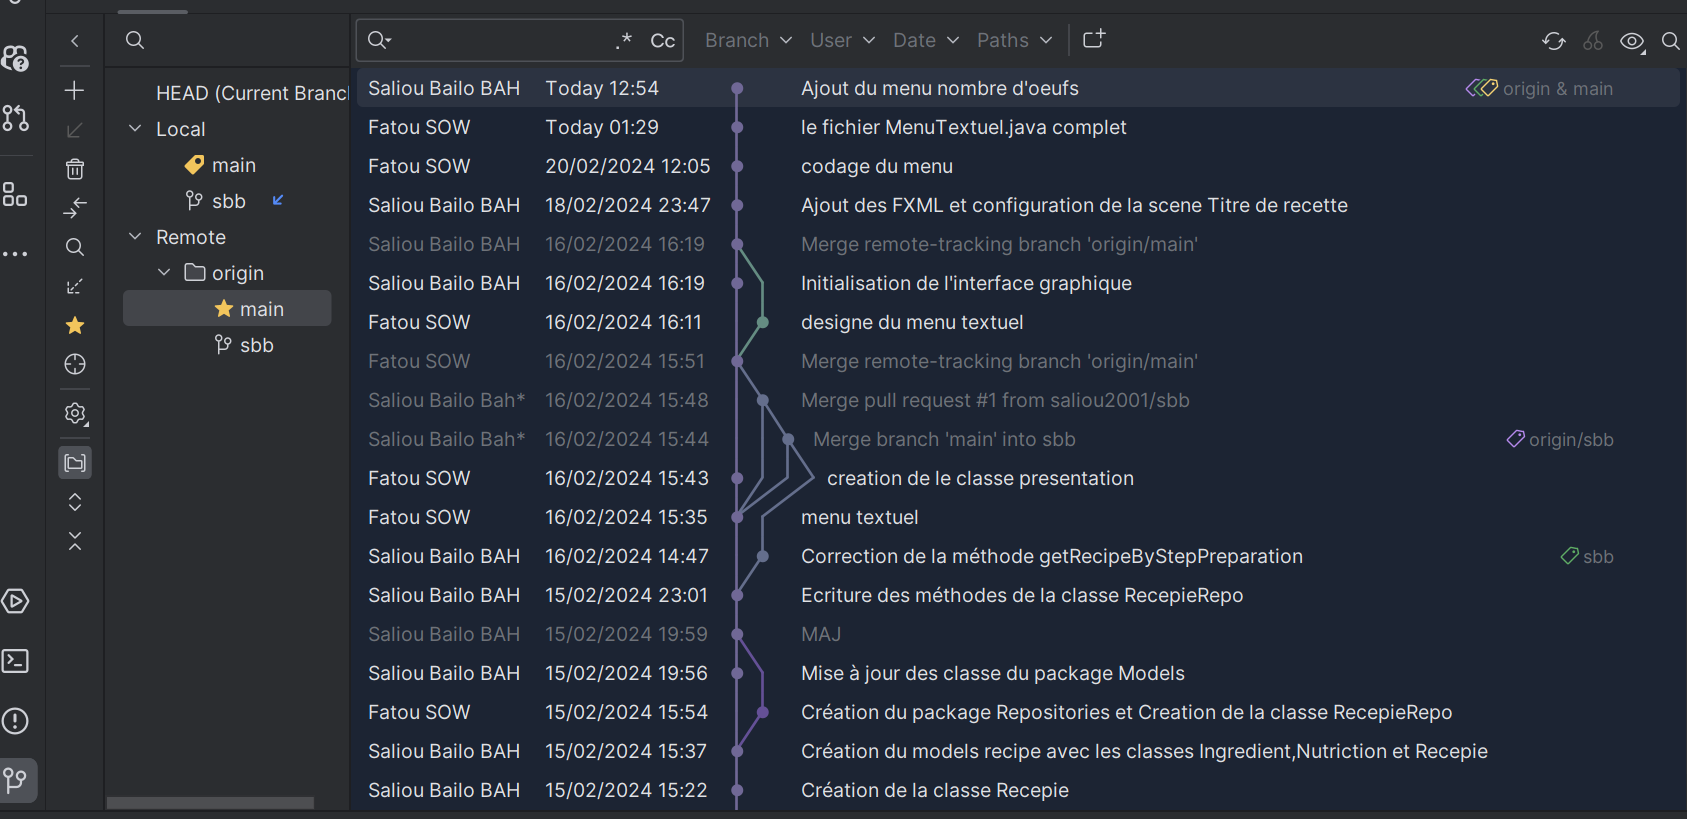 .* Cc Branch User Date Paths
HEAD (Current Branc
Local
main
sbb
Remote
origin
main
sbb
Saliou Bailo BAH Today 12:54 Ajout du menu nombre d'oeufs origin & main
Fatou SOW Today 01:29 le fichier MenuTextuel.java complet
Fatou SOW 20/02/2024 12:05 codage du menu
Saliou Bailo BAH 18/02/2024 23:47 Ajout des FXML et configuration de la scene Titre de recette
Saliou Bailo BAH 16/02/2024 16:19 Merge remote-tracking branch 'origin/main'
Saliou Bailo BAH 16/02/2024 16:19 Initialisation de l'interface graphique
Fatou SOW 16/02/2024 16:11 designe du menu textuel
Fatou SOW 16/02/2024 15:51 Merge remote-tracking branch 'origin/main'
Saliou Bailo Bah* 16/02/2024 15:48 Merge pull request #1 from saliou2001/sbb
Saliou Bailo Bah* 16/02/2024 15:44 Merge branch 'main' into sbb origin/sbb
Fatou SOW 16/02/2024 15:43 creation de le classe presentation
Fatou SOW 16/02/2024 15:35 menu textuel
Saliou Bailo BAH 16/02/2024 14:47 Correction de la méthode getRecipeByStepPreparation sbb
Saliou Bailo BAH 15/02/2024 23:01 Ecriture des méthodes de la classe RecepieRepo
Saliou Bailo BAH 15/02/2024 19:59 MAJ
Saliou Bailo BAH 15/02/2024 19:56 Mise à jour des classe du package Models
Fatou SOW 15/02/2024 15:54 Création du package Repositories et Creation de la classe RecepieRepo
Saliou Bailo BAH 15/02/2024 15:37 Création du models recipe avec les classes Ingredient,Nutriction et Recepie
Saliou Bailo BAH 15/02/2024 15:22 Création de la classe Recepie